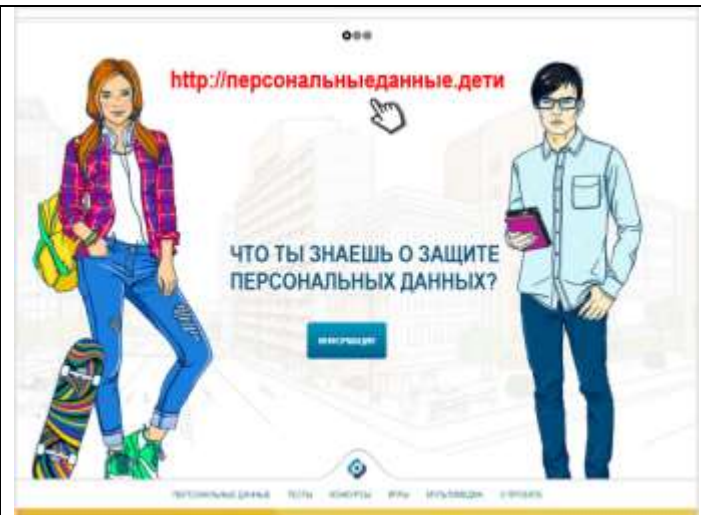 http://персональныеданные.дети
ЧТО ТЫ ЗНАЕШЬ О ЗАЩИТЕ
ПЕРСОНАЛЬНЫХ ДАННЫХ?
ИНФОРМАЦИЯ
ПЕРСОНАЛЬНЫЕ ДАННЫЕ ТЕСТЫ КОНКУРСЫ ИГРЫ МУЛЬТИМЕДИА О ПРОЕКТЕ